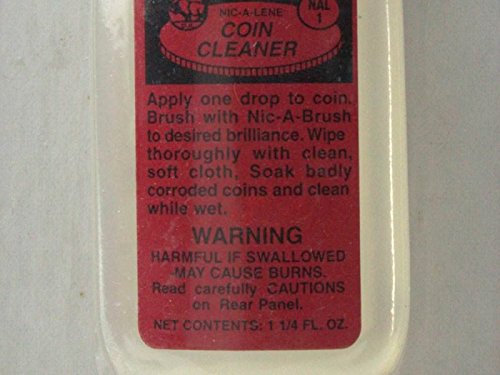 NIC-A-LENE
NAL
1
COIN
CLEANER
Apply one drop to coin.
Brush with Nic-A-Brush
to desired brilliance. Wipe
thoroughly with clean,
soft cloth, Soak badly
corroded coins and clean
while wet.
WARNING
HARMFUL IF SWALLOWED
-MAY CAUSE BURNS.
Read carefully CAUTIONS
on Rear Panel.
NET CONTENTS: 1 1/4 FL. OZ.